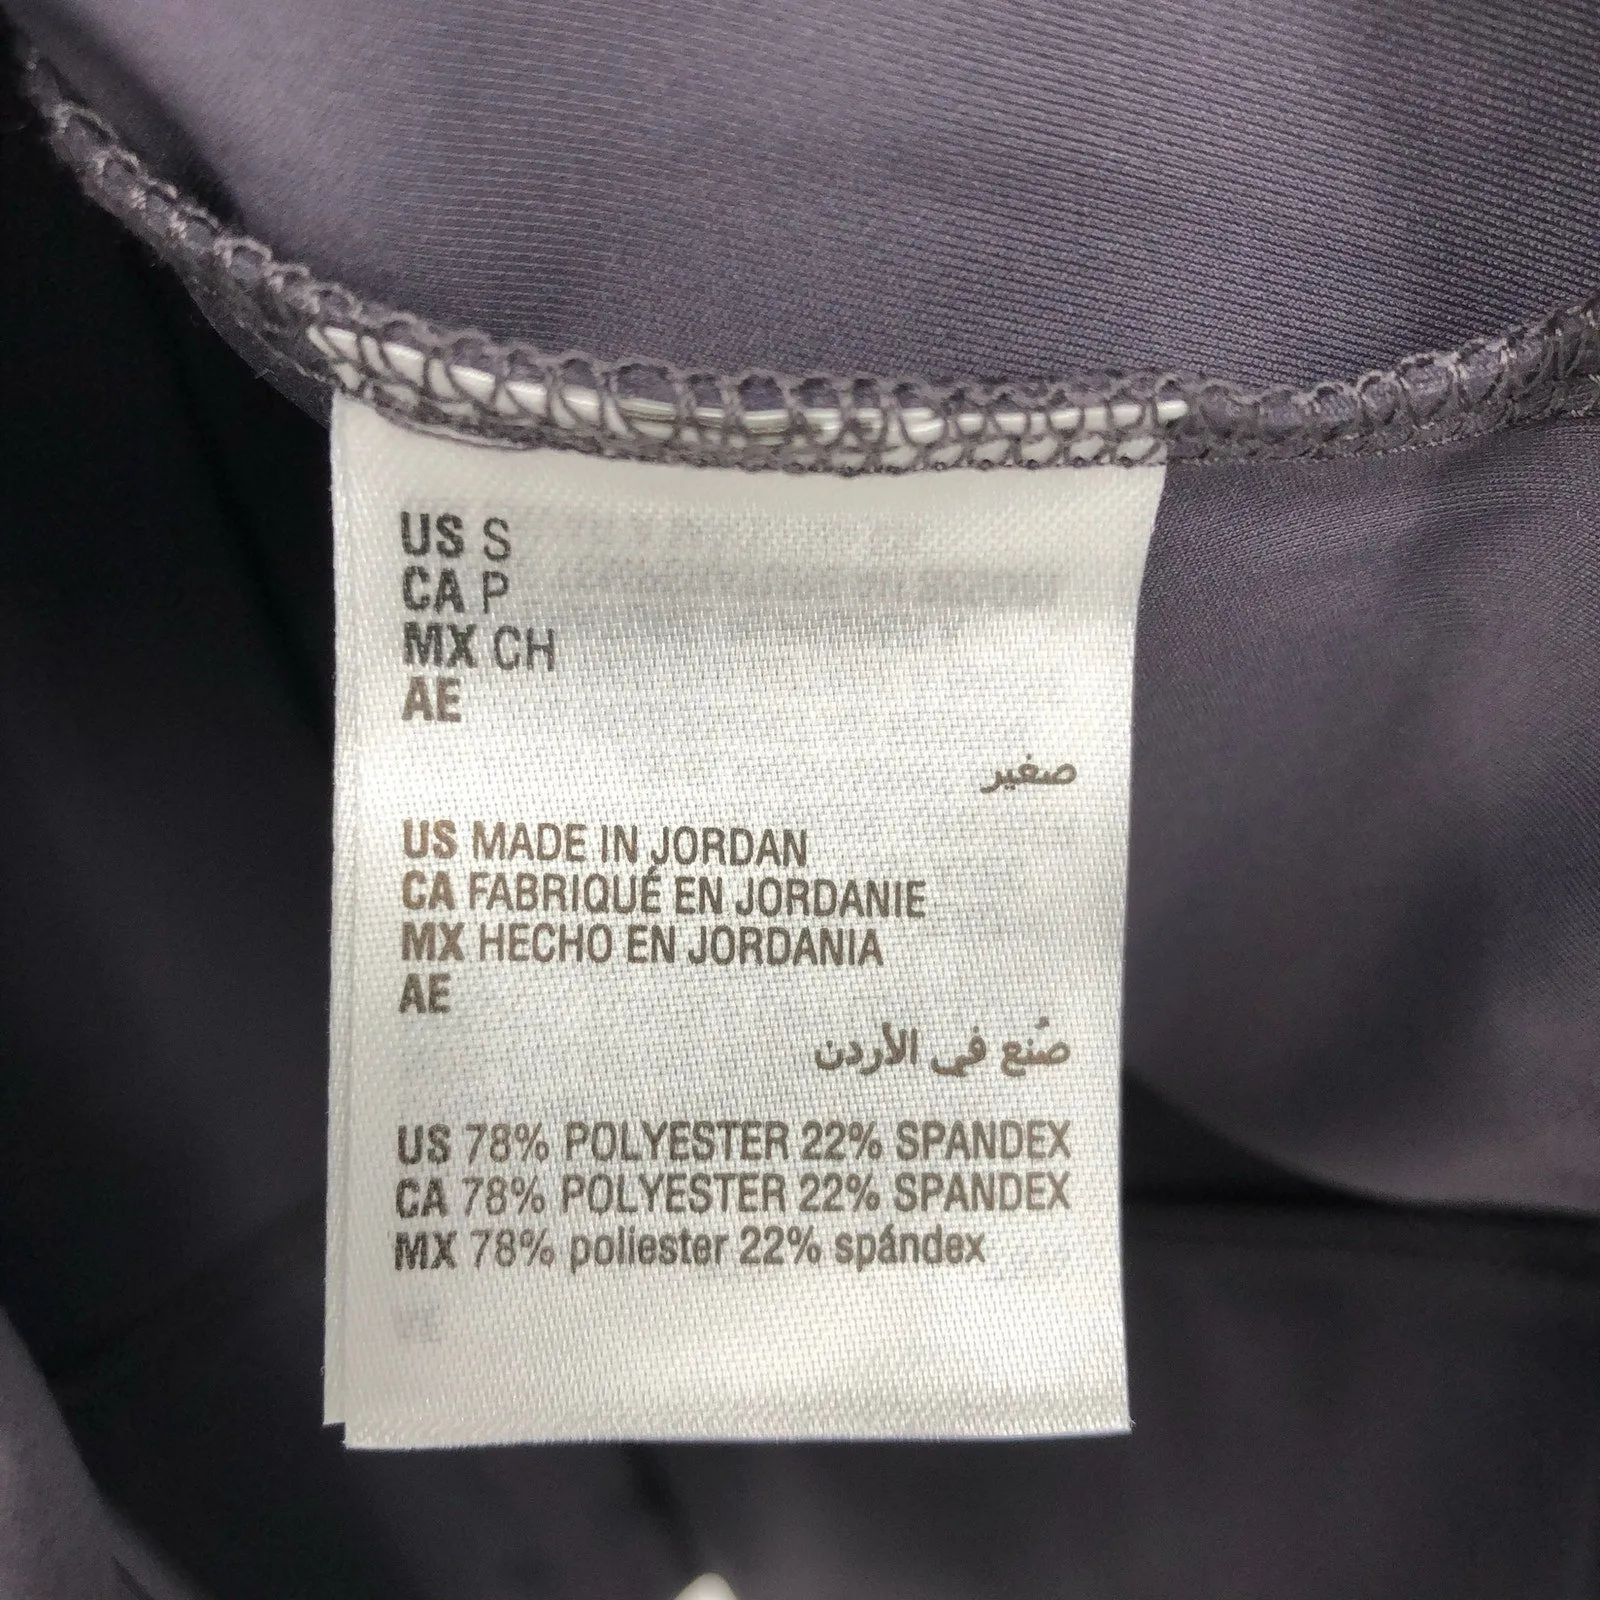 US S
CA P
MX CH
AE
صغير
US MADE IN JORDAN
CA FABRIQUÉ EN JORDANIE
MX HECHO EN JORDANIA
AE
صُنع في الأردن
US 78% POLYESTER 22% SPANDEX
CA 78% POLYESTER 22% SPANDEX
MX 78% poliester 22% spándex